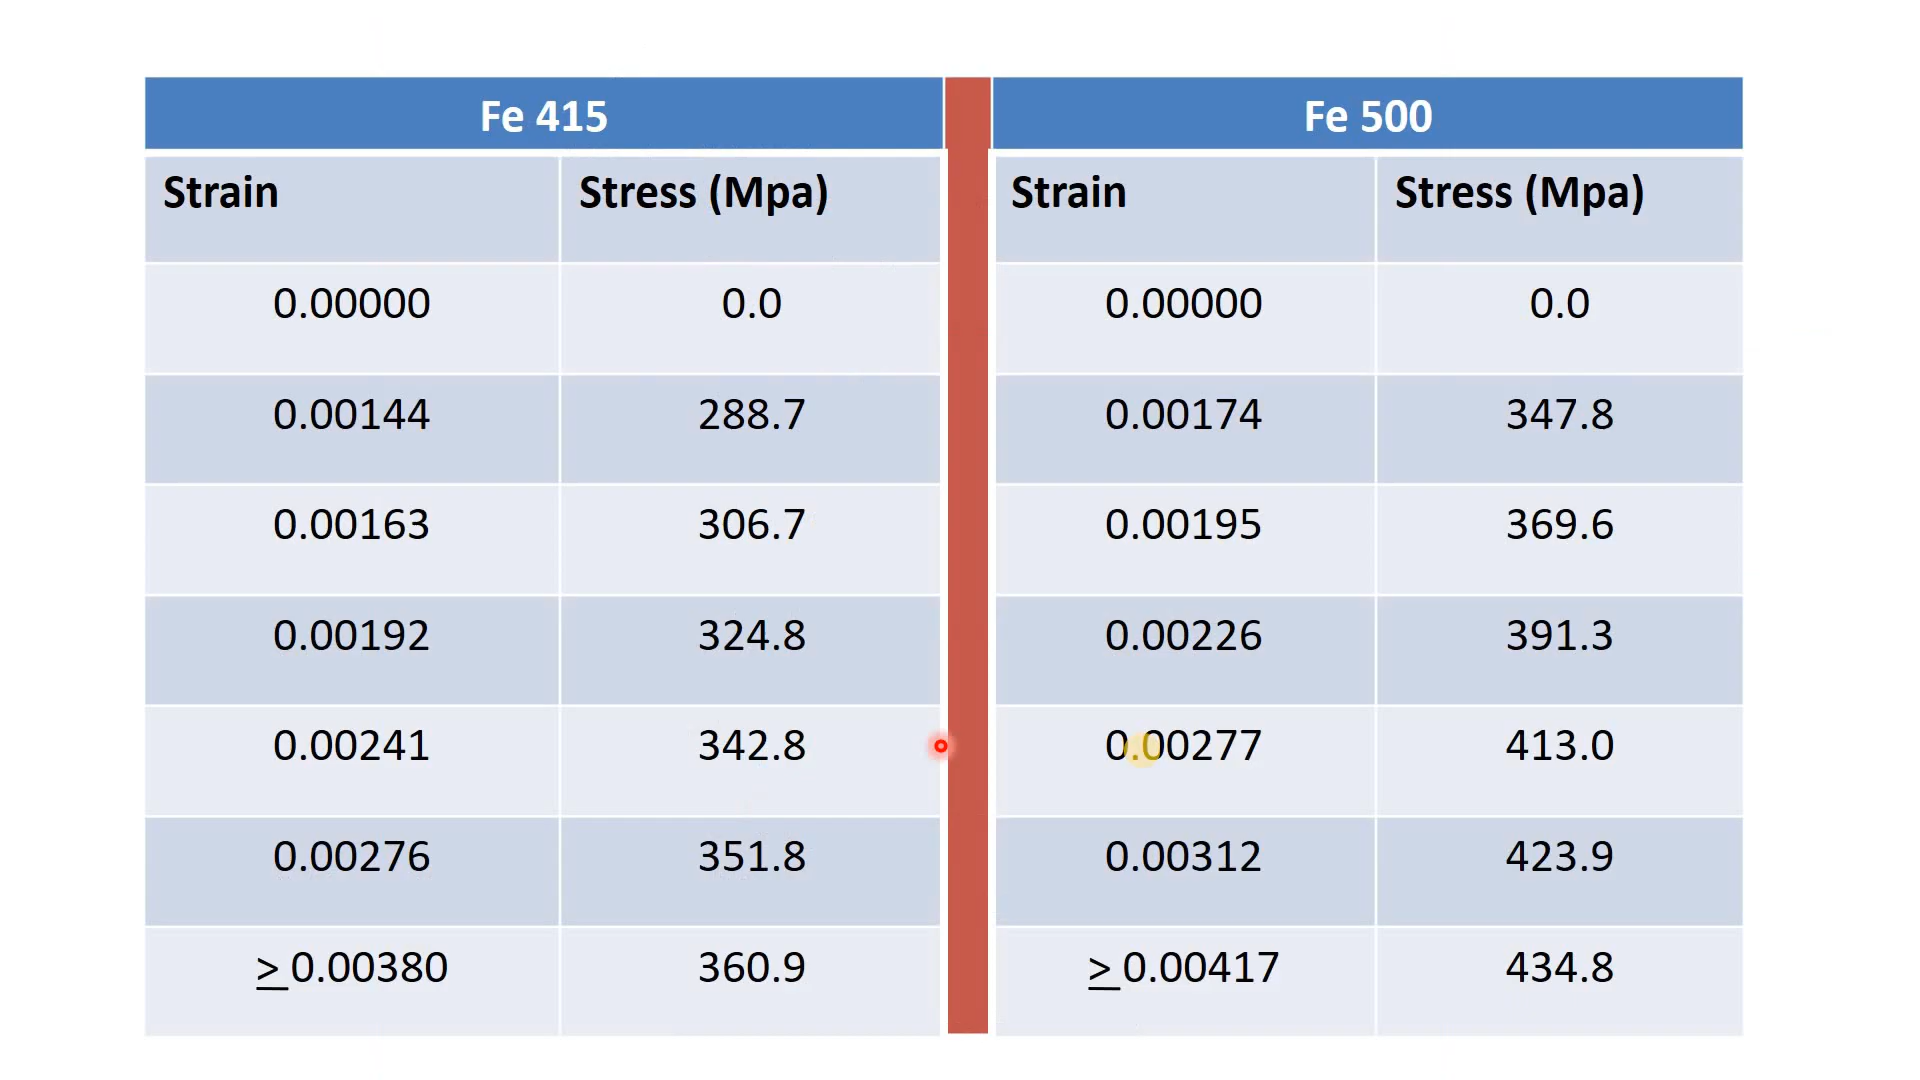 Fe 415 Fe 500
Strain Stress (Mpa) Strain Stress (Mpa)
0.00000 0.0 0.00000 0.0
0.00144 288.7 0.00174 347.8
0.00163 306.7 0.00195 369.6
0.00192 324.8 0.00226 391.3
0.00241 342.8 0.00277 413.0
0.00276 351.8 0.00312 423.9
≥ 0.00380 360.9 ≥ 0.00417 434.8